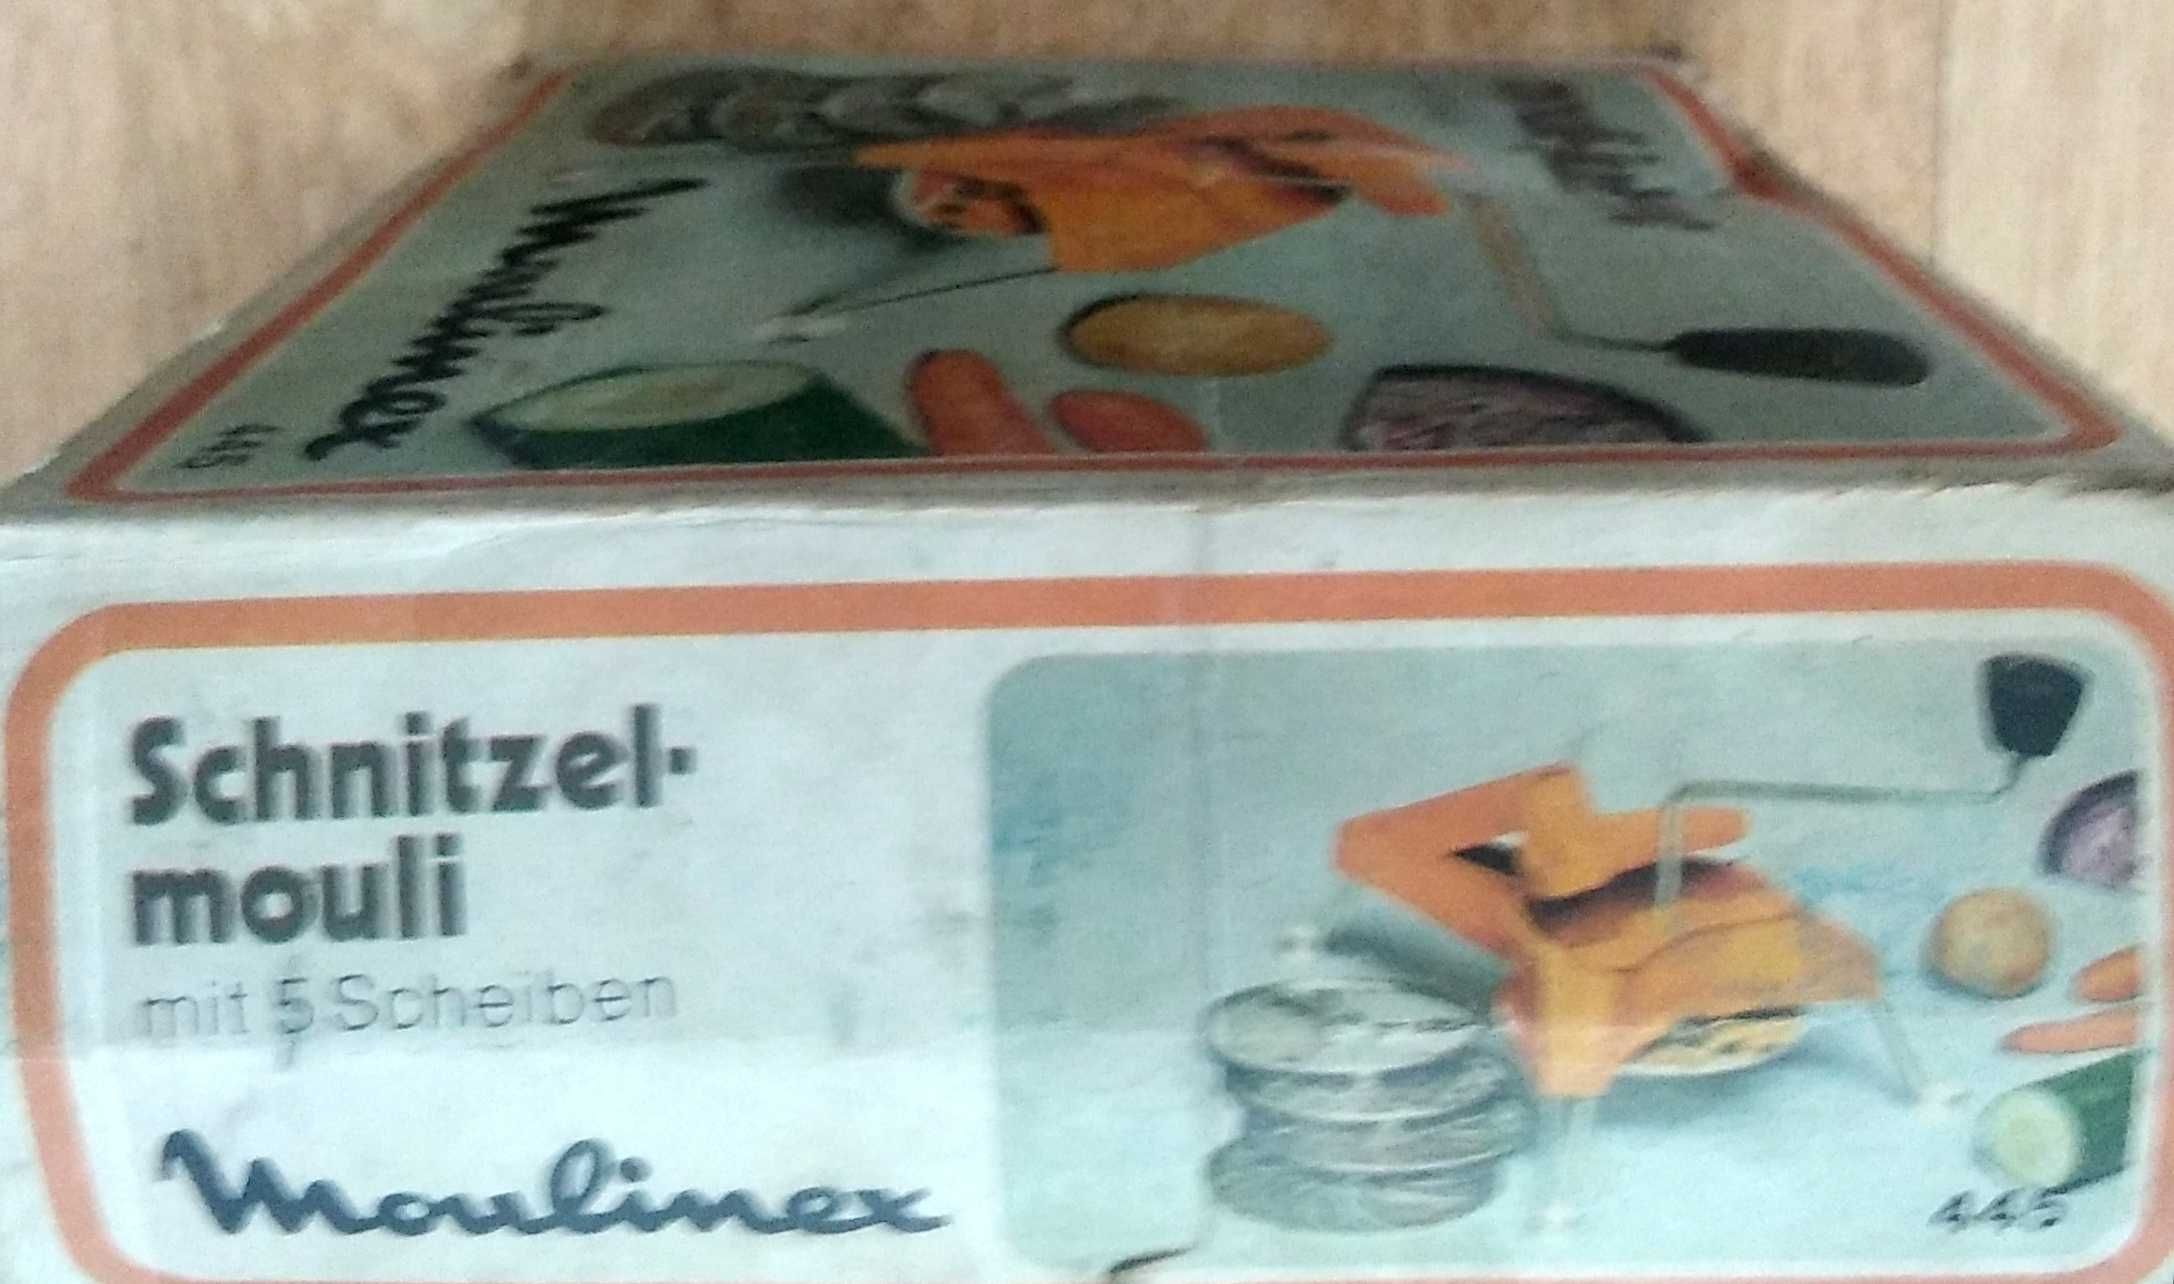 Moulinex
445
Schnitzel-
mouli
mit 5 Scheiben
Moulinex
445